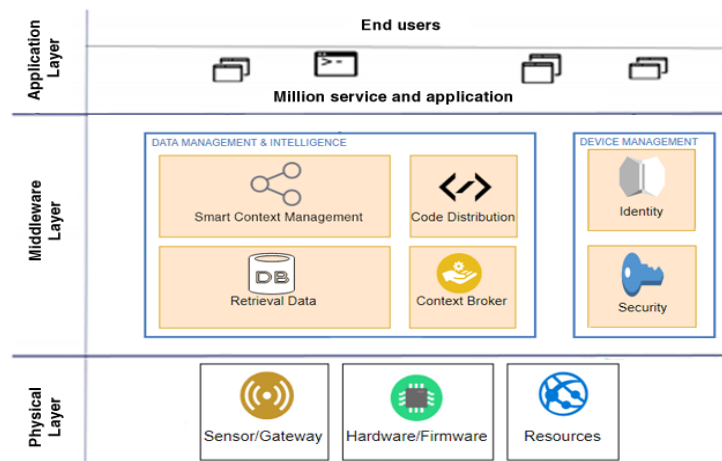 Application
Layer
End users
>-
Million service and application
Middleware
Layer
DATA MANAGEMENT & INTELLIGENCE
DEVICE MANAGEMENT
Smart Context Management
</>
Code Distribution
Identity
DB
Retrieval Data
Context Broker
Security
Physical
Layer
Sensor/Gateway
Hardware/Firmware
Resources